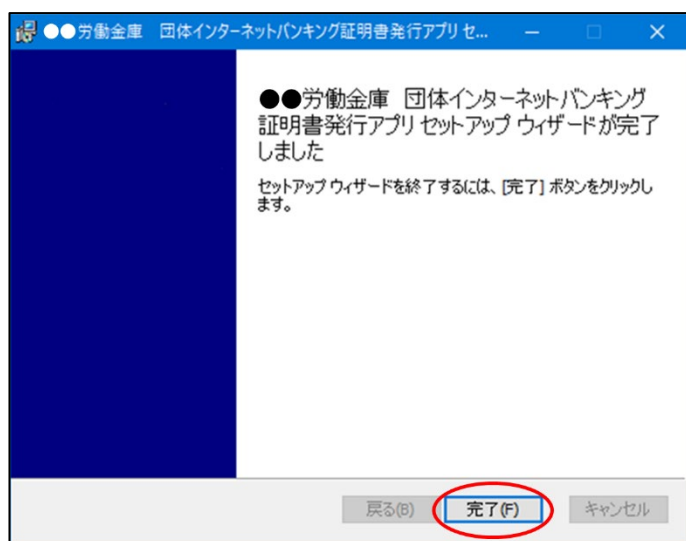 ●●労働金庫　団体インターネットバンキング証明書発行アプリ セ...
●●労働金庫　団体インターネットバンキング
証明書発行アプリ セットアップ ウィザードが完了
しました
セットアップ ウィザードを終了するには、[完了] ボタンをクリックし
ます。
戻る(B) 完了(F) キャンセル